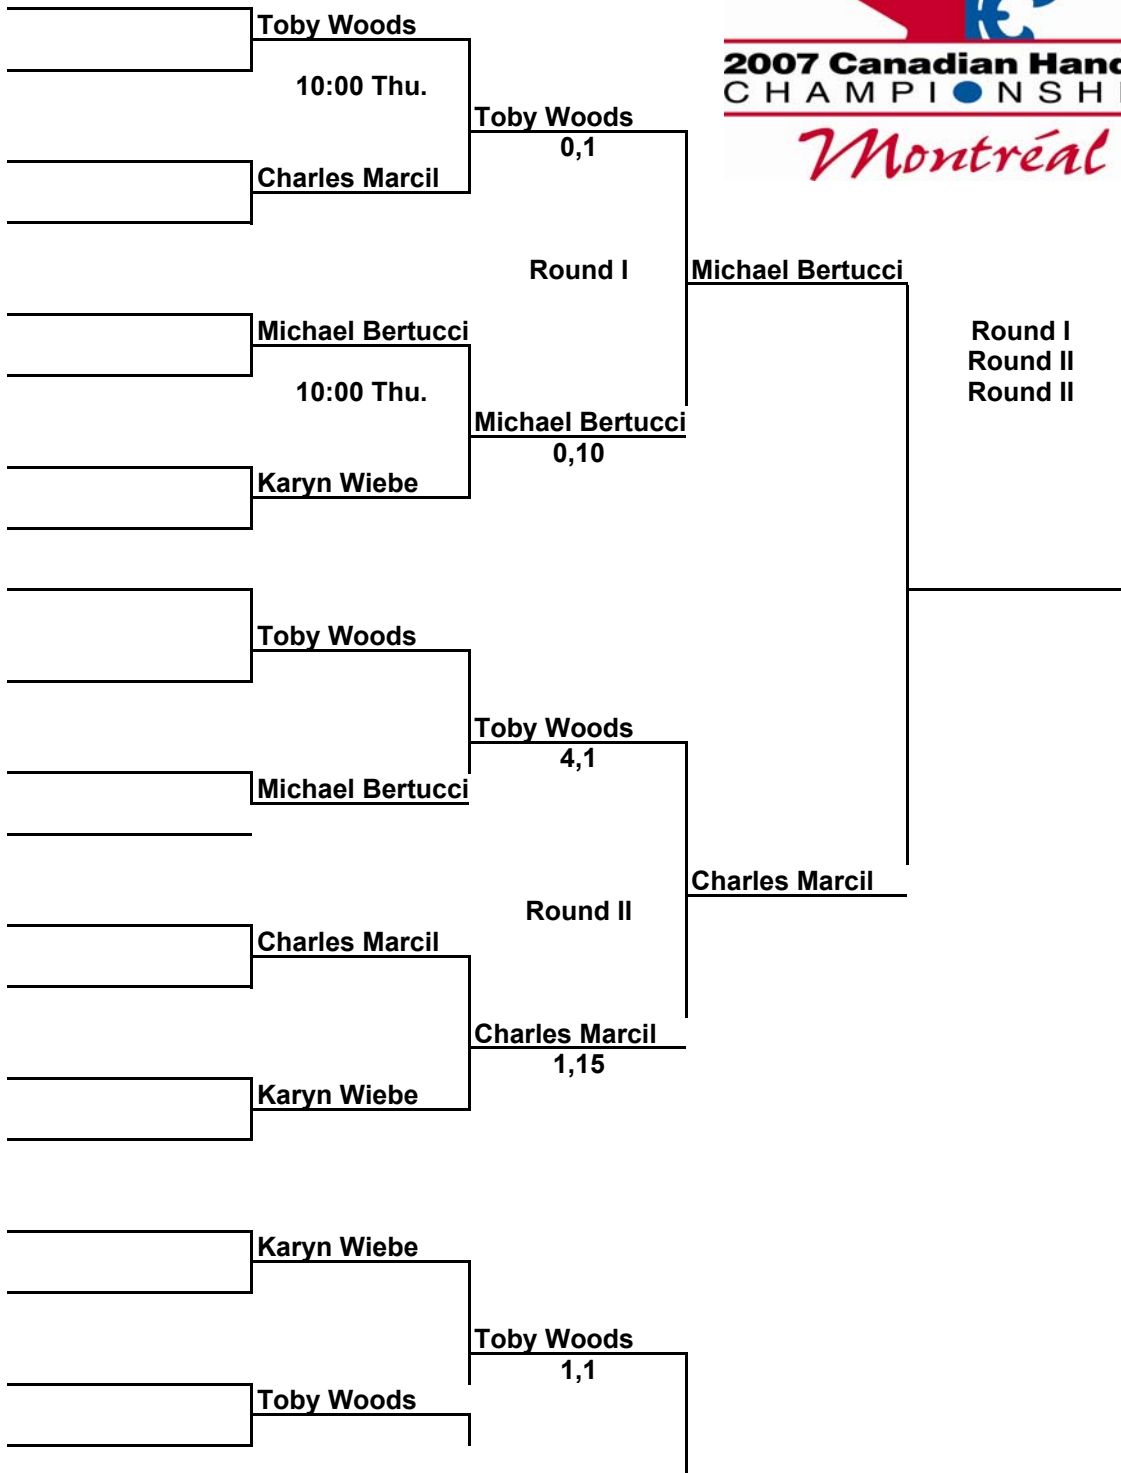 Toby Woods
10:00 Thu.
2007 Canadian Hand
CHAMPIONSHI
Montréal
Toby Woods
0,1
Charles Marcil
Round I
Michael Bertucci
Michael Bertucci
Round I
Round II
Round II
10:00 Thu.
Michael Bertucci
0,10
Karyn Wiebe
Toby Woods
Toby Woods
4,1
Michael Bertucci
Charles Marcil
Round II
Charles Marcil
Charles Marcil
1,15
Karyn Wiebe
Karyn Wiebe
Toby Woods
1,1
Toby Woods